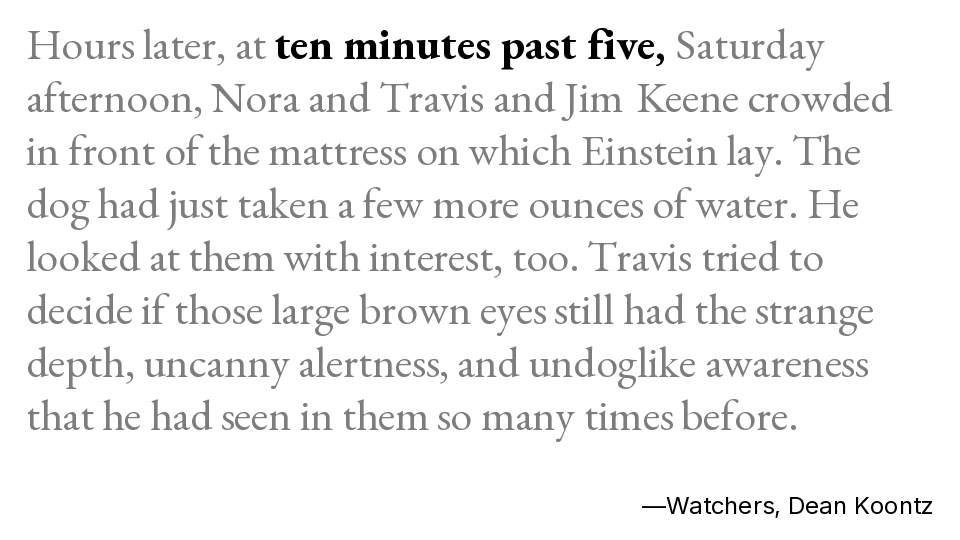 Hours later, at ten minutes past five, Saturday
afternoon, Nora and Travis and Jim Keene crowded
in front of the mattress on which Einstein lay. The
dog had just taken a few more ounces of water. He
looked at them with interest, too. Travis tried to
decide if those large brown eyes still had the strange
depth, uncanny alertness, and undoglike awareness
that he had seen in them so many times before.
—Watchers, Dean Koontz